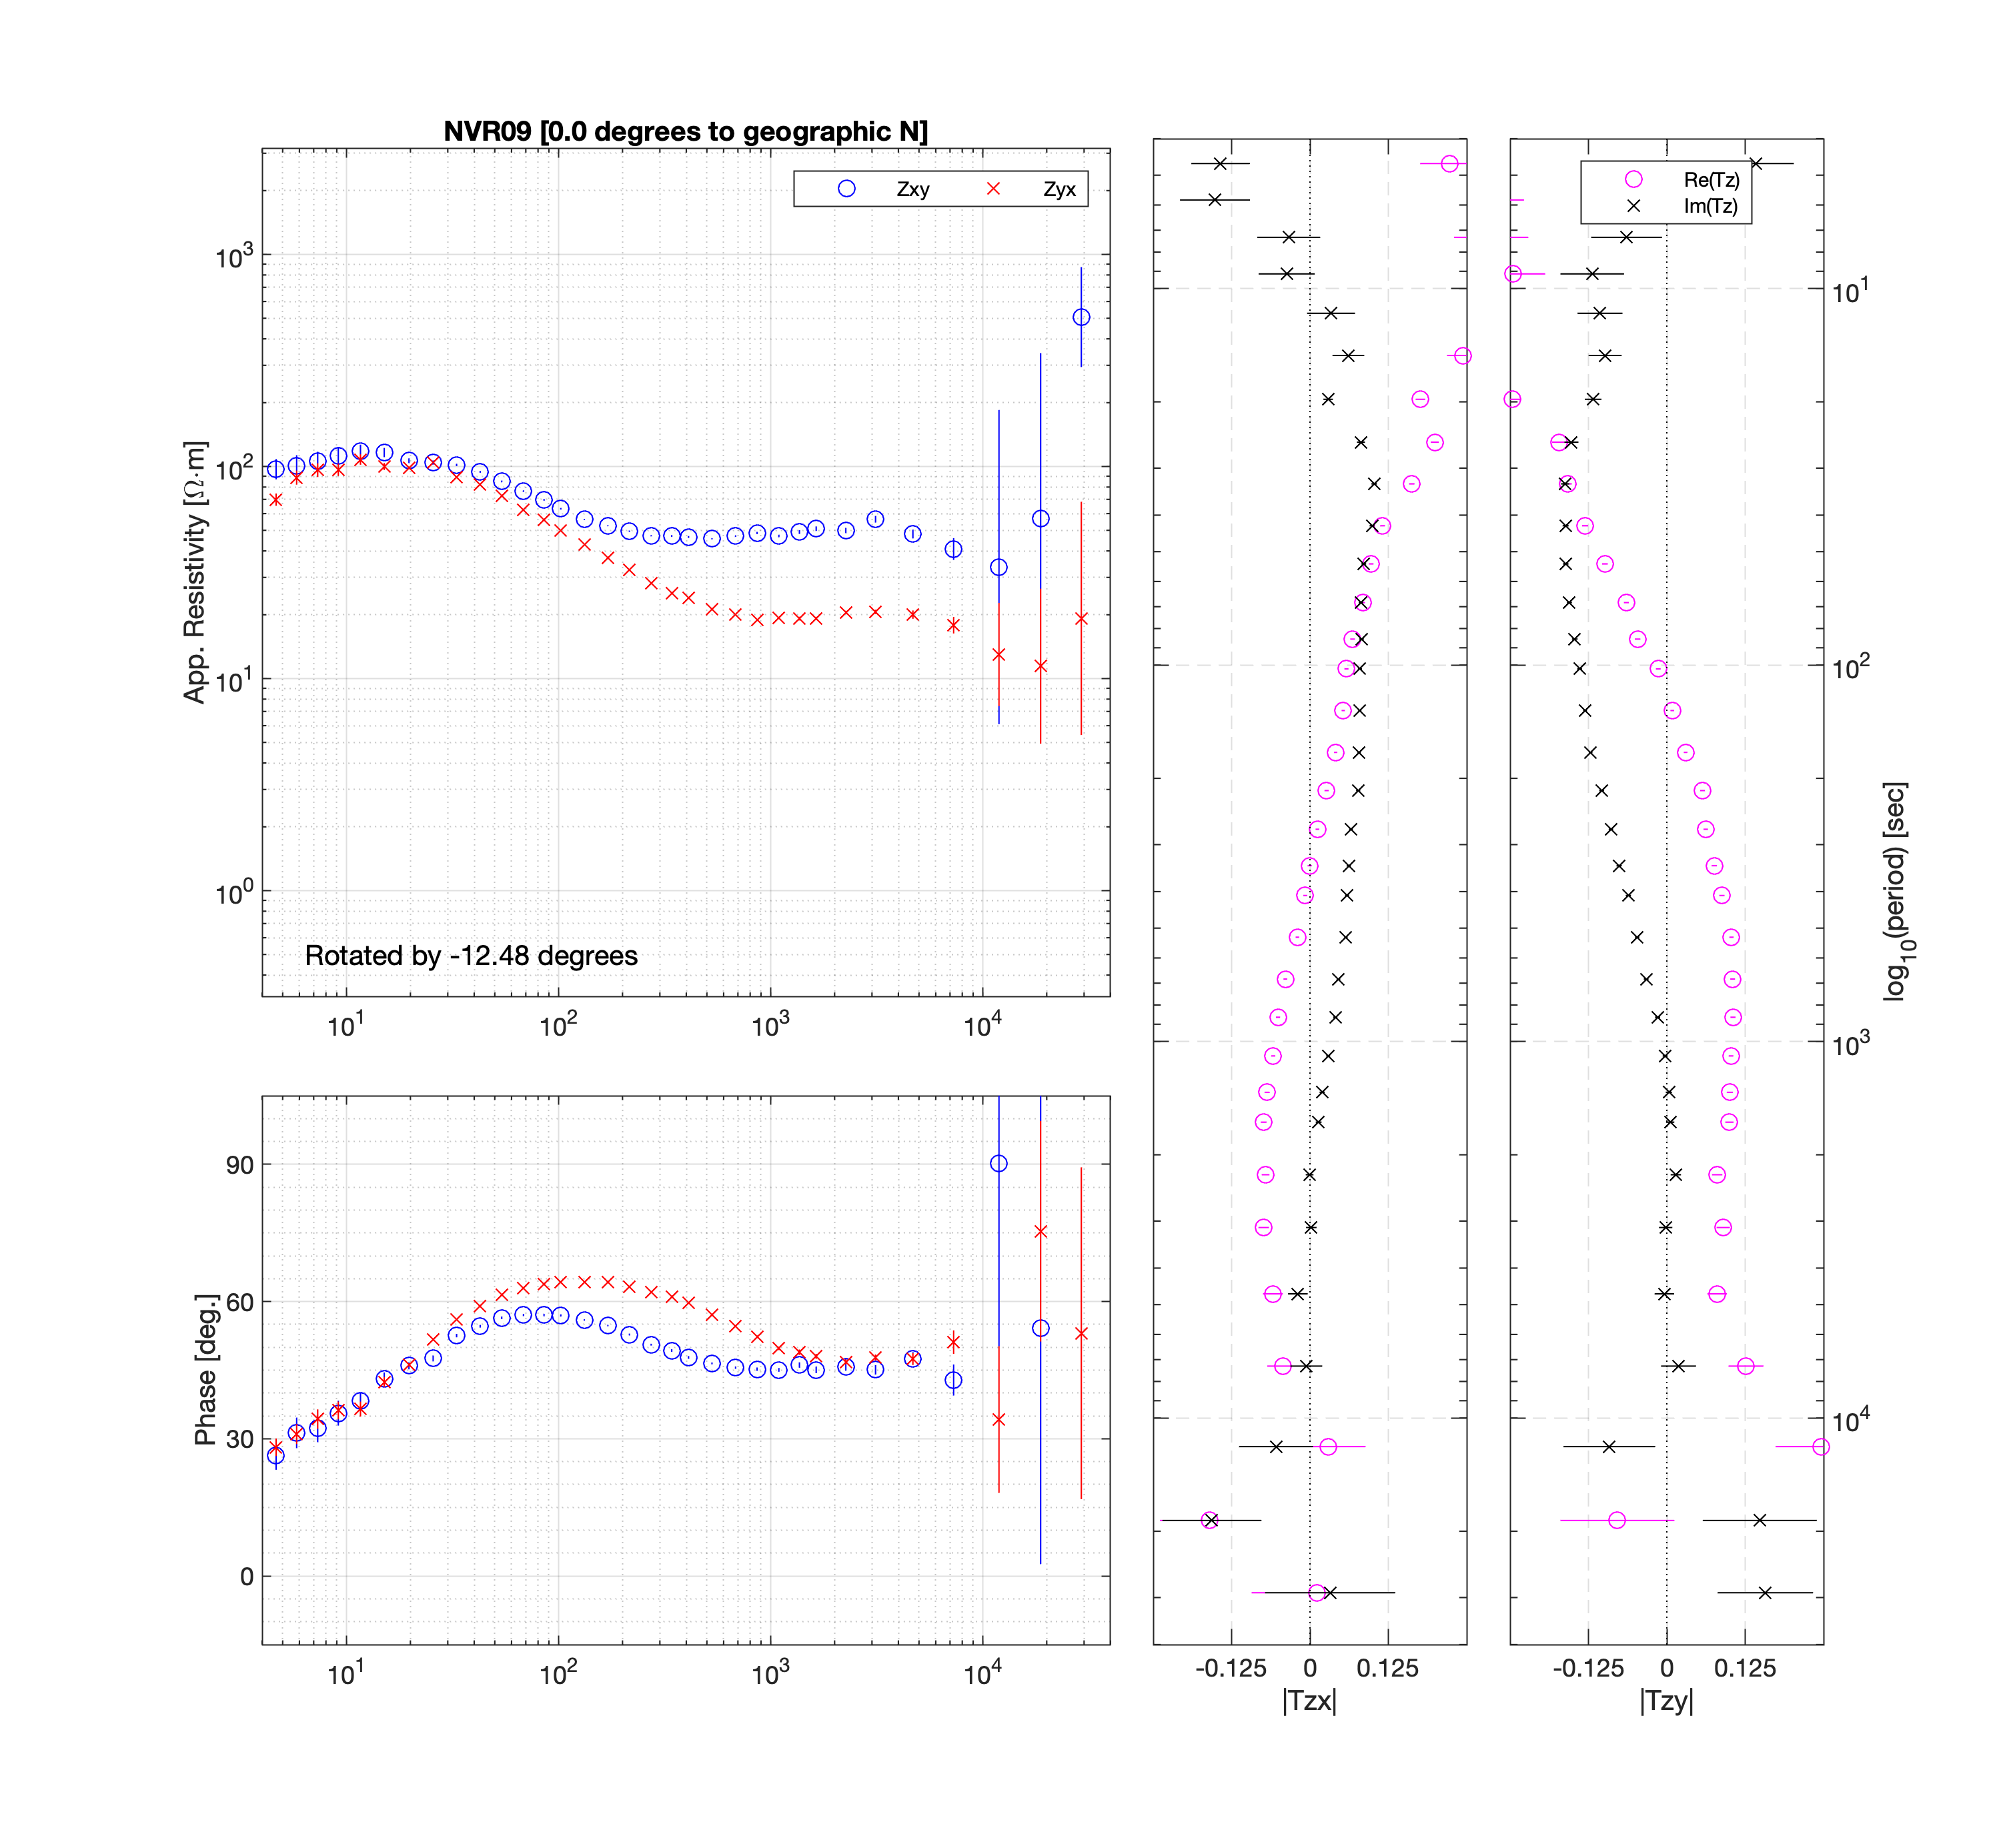 NVR09 [0.0 degrees to geographic N]
Zxy Zyx
App. Resistivity [Ω·m]
10³
10²
10¹
10⁰
Rotated by -12.48 degrees
10¹ 10² 10³ 10⁴
Phase [deg.]
90
60
30
0
10¹ 10² 10³ 10⁴
-0.125 0 0.125
|Tzx|
Re(Tz)
Im(Tz)
10¹
10²
10³
10⁴
log₁₀(period) [sec]
-0.125 0 0.125
|Tzy|